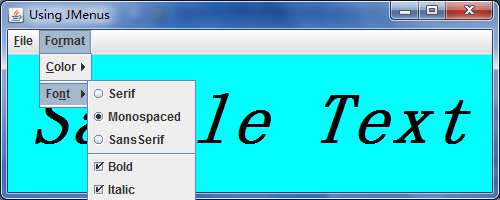 Using JMenus
File Format
Color
Font
Serif
Monospaced
SansSerif
Bold
Italic
Sa le Text